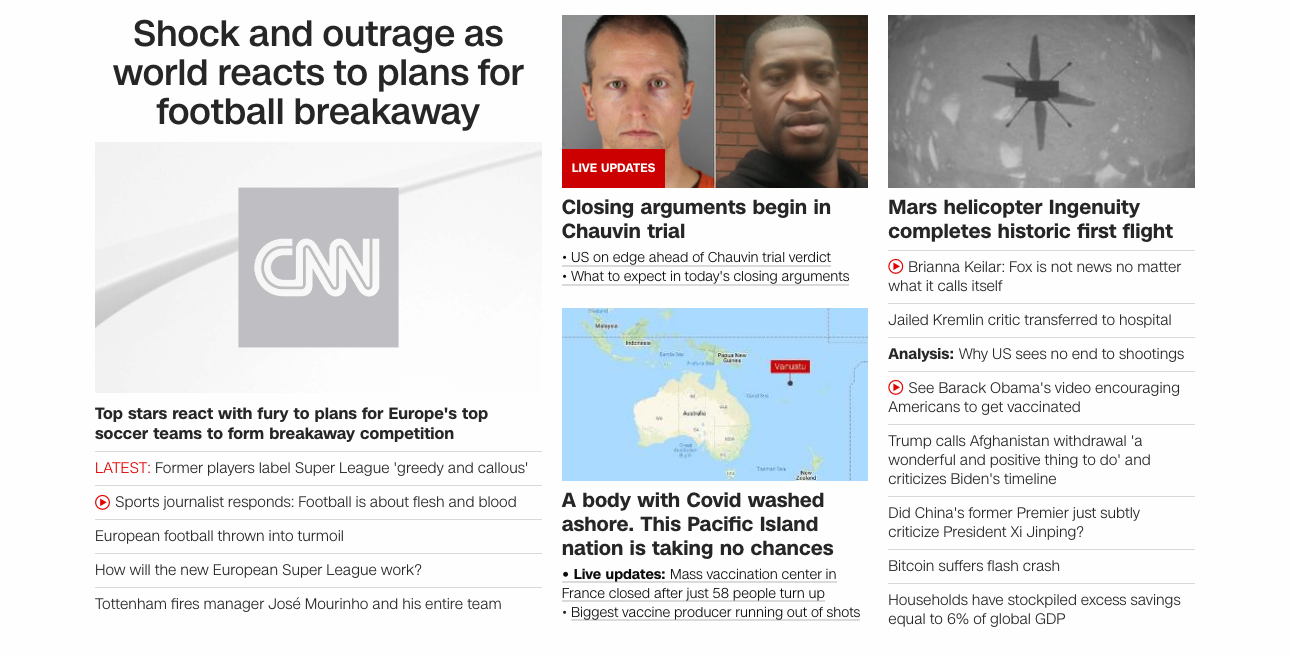 Shock and outrage as
world reacts to plans for
football breakaway
CNN
Top stars react with fury to plans for Europe's top
soccer teams to form breakaway competition
LATEST: Former players label Super League 'greedy and callous'
Sports journalist responds: Football is about flesh and blood
European football thrown into turmoil
How will the new European Super League work?
Tottenham fires manager José Mourinho and his entire team
LIVE UPDATES
Closing arguments begin in
Chauvin trial
• US on edge ahead of Chauvin trial verdict
• What to expect in today's closing arguments
Malaysia
Indonesia
Papua New
Guinea
Vanuatu
Australia
New
Zealand
A body with Covid washed
ashore. This Pacific Island
nation is taking no chances
• Live updates: Mass vaccination center in
France closed after just 58 people turn up
• Biggest vaccine producer running out of shots
Mars helicopter Ingenuity
completes historic first flight
Brianna Keilar: Fox is not news no matter
what it calls itself
Jailed Kremlin critic transferred to hospital
Analysis: Why US sees no end to shootings
See Barack Obama's video encouraging
Americans to get vaccinated
Trump calls Afghanistan withdrawal 'a
wonderful and positive thing to do' and
criticizes Biden's timeline
Did China's former Premier just subtly
criticize President Xi Jinping?
Bitcoin suffers flash crash
Households have stockpiled excess savings
equal to 6% of global GDP